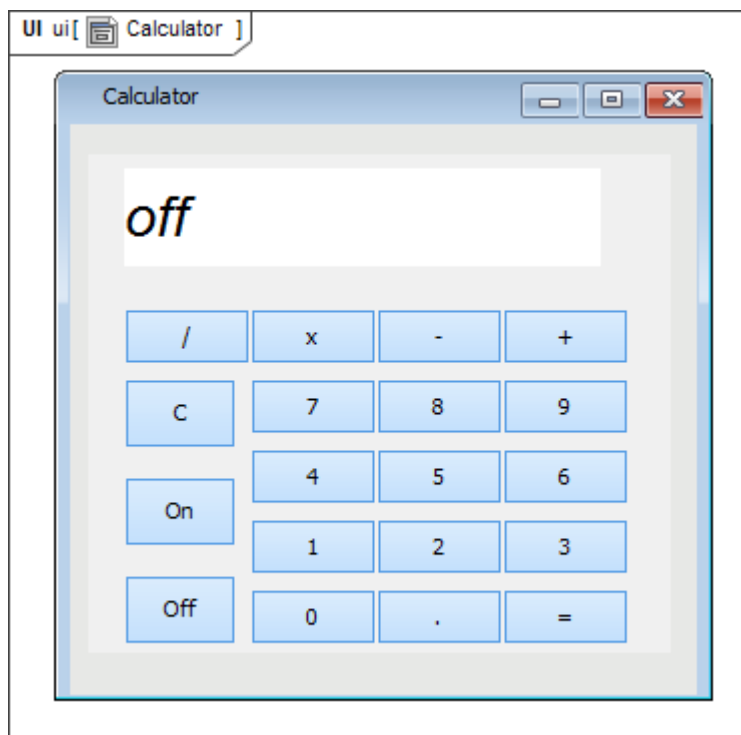 UI ui[ Calculator ]
Calculator
off
/ x - +
C 7 8 9
4 5 6
On
1 2 3
Off 0 . =